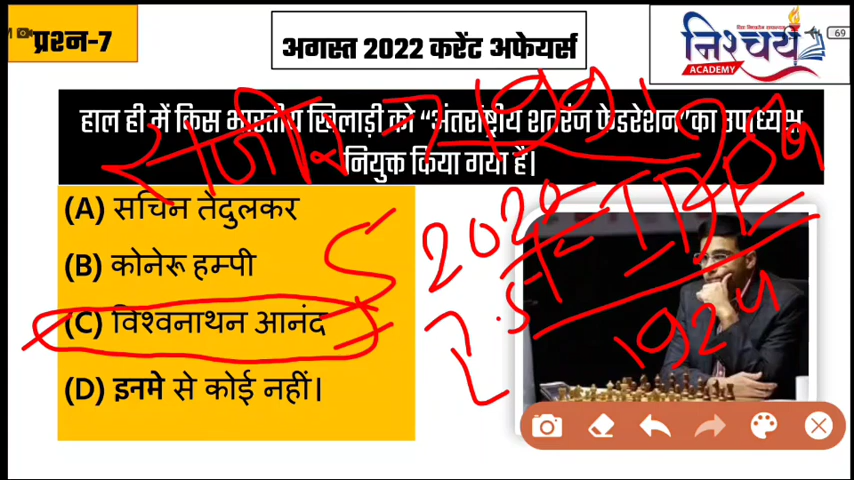 प्रश्न-7
अगस्त 2022 करेंट अफेयर्स
निश्चय
ACADEMY
69
हाल ही में किस भारतीय खिलाड़ी को “अंतर्राष्ट्रीय शतरंज फेडरेशन”का उपाध्यक्ष
नियुक्त किया गया है।
(A) सचिन तेंदुलकर
(B) कोनेरू हम्पी
(C) विश्वनाथन आनंद
(D) इनमे से कोई नहीं।
1924